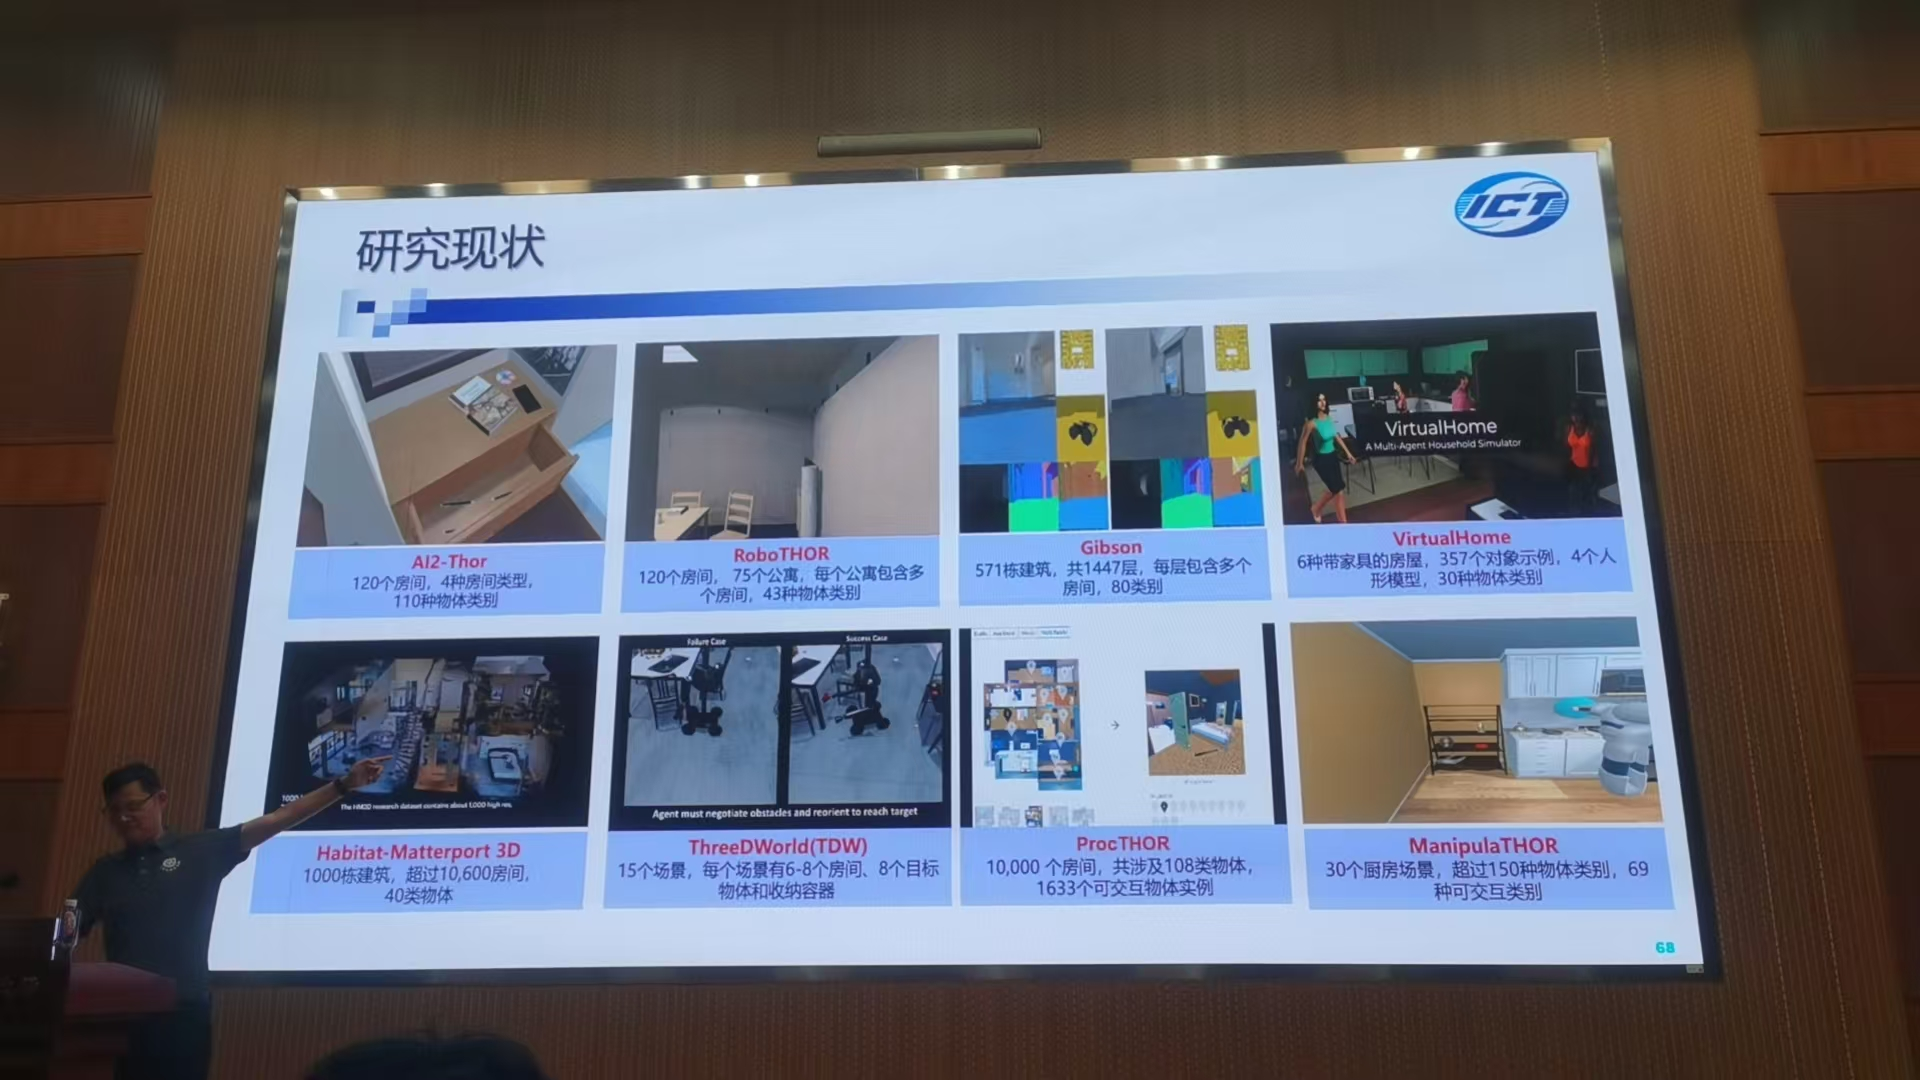 ICT
研究现状
VirtualHome
A Multi-Agent Household Simulator
AI2-Thor
120个房间，4种房间类型，
110种物体类别
RoboTHOR
120个房间， 75个公寓，每个公寓包含多
个房间，43种物体类别
Gibson
571栋建筑，共1447层，每层包含多个
房间，80类别
VirtualHome
6种带家具的房屋，357个对象示例，4个人
形模型，30种物体类别
Failure Case
Success Case
The HM3D research dataset contains about 1,000 high res,
Agent must negotiate obstacles and reorient to reach target
Habitat-Matterport 3D
1000栋建筑，超过10,600房间，
40类物体
ThreeDWorld(TDW)
15个场景，每个场景有6-8个房间、8个目标
物体和收纳容器
ProcTHOR
10,000 个房间，共涉及108类物体，
1633个可交互物体实例
ManipulaTHOR
30个厨房场景，超过150种物体类别，69
种可交互类别
68